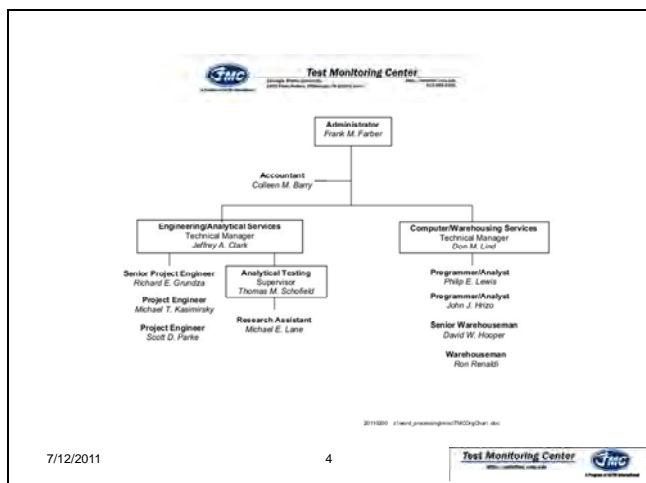 TMC
Test Monitoring Center
Administrator
Frank M. Farber
Accountant
Colleen M. Barry
Engineering/Analytical Services
Technical Manager
Jeffrey A. Clark
Computer/Warehousing Services
Technical Manager
Don M. Lind
Senior Project Engineer
Richard E. Grundza
Project Engineer
Michael T. Kasimirsky
Project Engineer
Scott D. Parke
Analytical Testing
Supervisor
Thomas M. Schofield
Research Assistant
Michael E. Lane
Programmer/Analyst
Philip E. Lewis
Programmer/Analyst
John J. Hrizo
Senior Warehouseman
David W. Hooper
Warehouseman
Ron Renaldi
7/12/2011
4
Test Monitoring Center
TMC